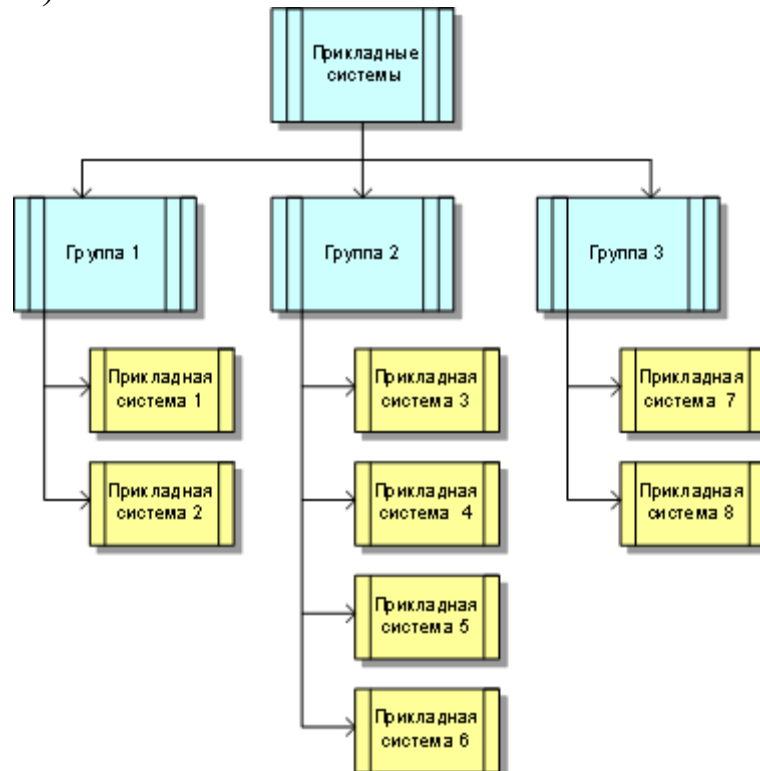 )
Прикладные
системы
Группа 1
Группа 2
Группа 3
Прикладная
система 1
Прикладная
система 2
Прикладная
система 3
Прикладная
система 4
Прикладная
система 5
Прикладная
система 6
Прикладная
система 7
Прикладная
система 8